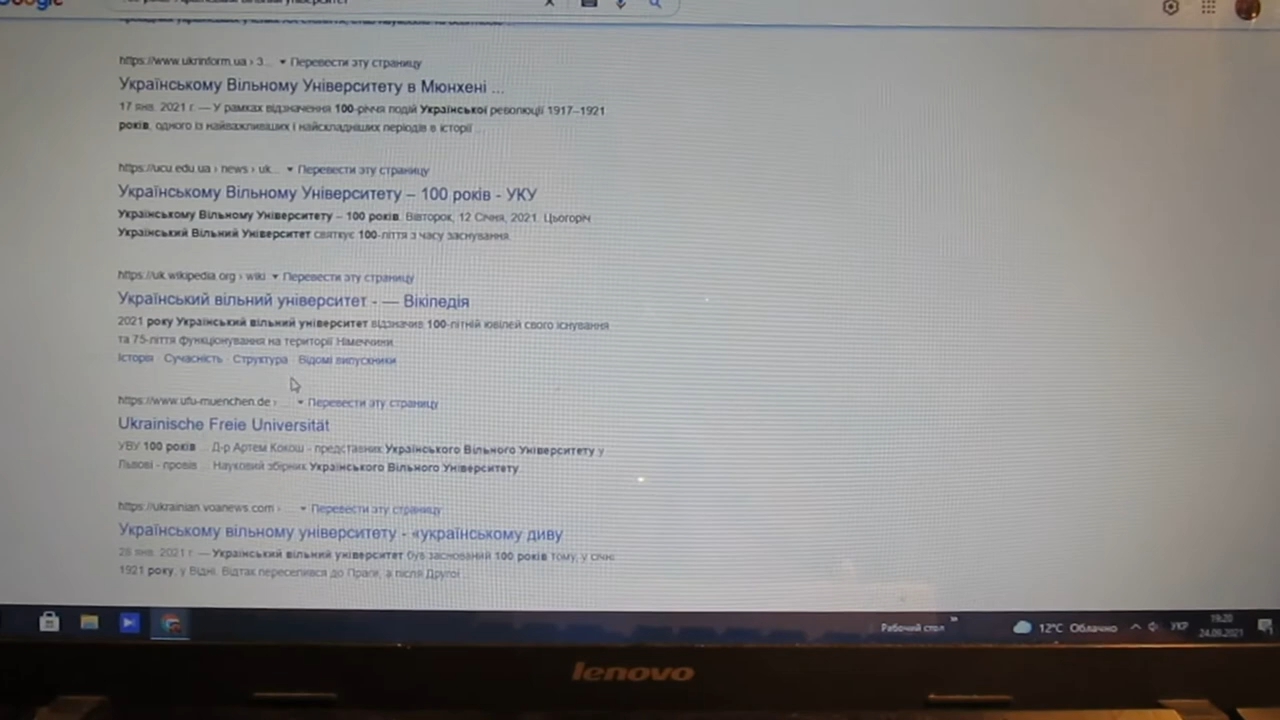 https://www.ukrinform.ua › 3... ▾ Перевести эту страницу
Українському Вільному Університету в Мюнхені ...
17 янв. 2021 г. — У рамках відзначення 100-річчя подій Української революції 1917–1921
років, одного із найважливіших і найскладніших періодів в історії ...
https://ucu.edu.ua › news › uk... ▾ Перевести эту страницу
Українському Вільному Університету – 100 років - УКУ
Українському Вільному Університету – 100 років. Вівторок, 12 Січня, 2021. Цьогоріч
Український Вільний Університет святкує 100-ліття з часу заснування.
https://uk.wikipedia.org › wiki ▾ Перевести эту страницу
Український вільний університет - — Вікіпедія
2021 року Український вільний університет відзначив 100-літній ювілей свого існування
та 75-ліття функціонування на території Німеччини.
Історія · Сучасність · Структура · Відомі випускники
https://www.ufu-muenchen.de › ... ▾ Перевести эту страницу
Ukrainische Freie Universität
УВУ 100 років ... Д-р Артем Кокош - представник Українського Вільного Університету у
Львові - провів ... Науковий збірник Українського Вільного Університету.
https://ukrainian.voanews.com › ... ▾ Перевести эту страницу
Українському вільному університету - «українському диву
28 янв. 2021 г. — Український вільний університет був заснований 100 років тому, у січні
1921 року, у Відні. Відтак переселився до Праги, а після Другої ...
Рабочий стол » 12°C Облачно УКР 19:20
24.09.2021
lenovo